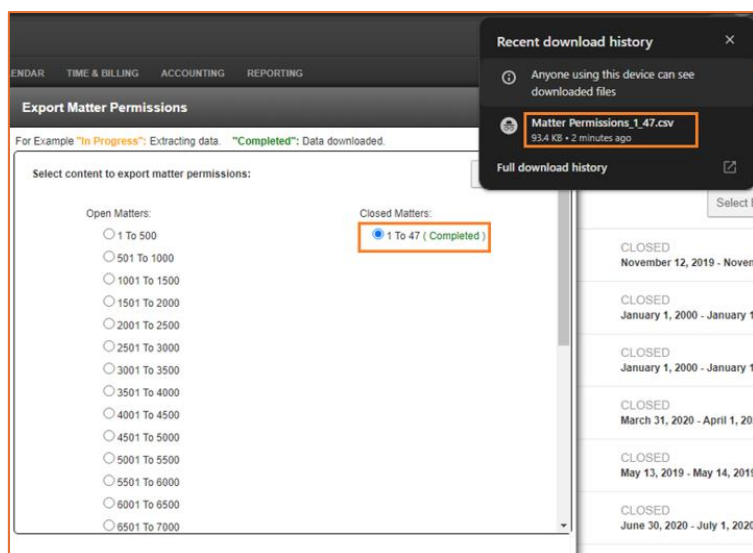 Recent download history
Anyone using this device can see
downloaded files
Matter Permissions_1_47.csv
93.4 KB • 2 minutes ago
Full download history
TIME & BILLING ACCOUNTING REPORTING
Export Matter Permissions
For Example "In Progress": Extracting data. "Completed": Data downloaded.
Select content to export matter permissions:
Open Matters:
1 To 500
501 To 1000
1001 To 1500
1501 To 2000
2001 To 2500
2501 To 3000
3001 To 3500
3501 To 4000
4001 To 4500
4501 To 5000
5001 To 5500
5501 To 6000
6001 To 6500
6501 To 7000
Closed Matters:
1 To 47 ( Completed )
Select
CLOSED
November 12, 2019 -
CLOSED
January 1, 2000 - January 1
CLOSED
January 1, 2000 - January 1
CLOSED
March 31, 2020 - April 1, 20
CLOSED
May 13, 2019 - May 14, 2019
CLOSED
June 30, 2020 - July 1, 2020